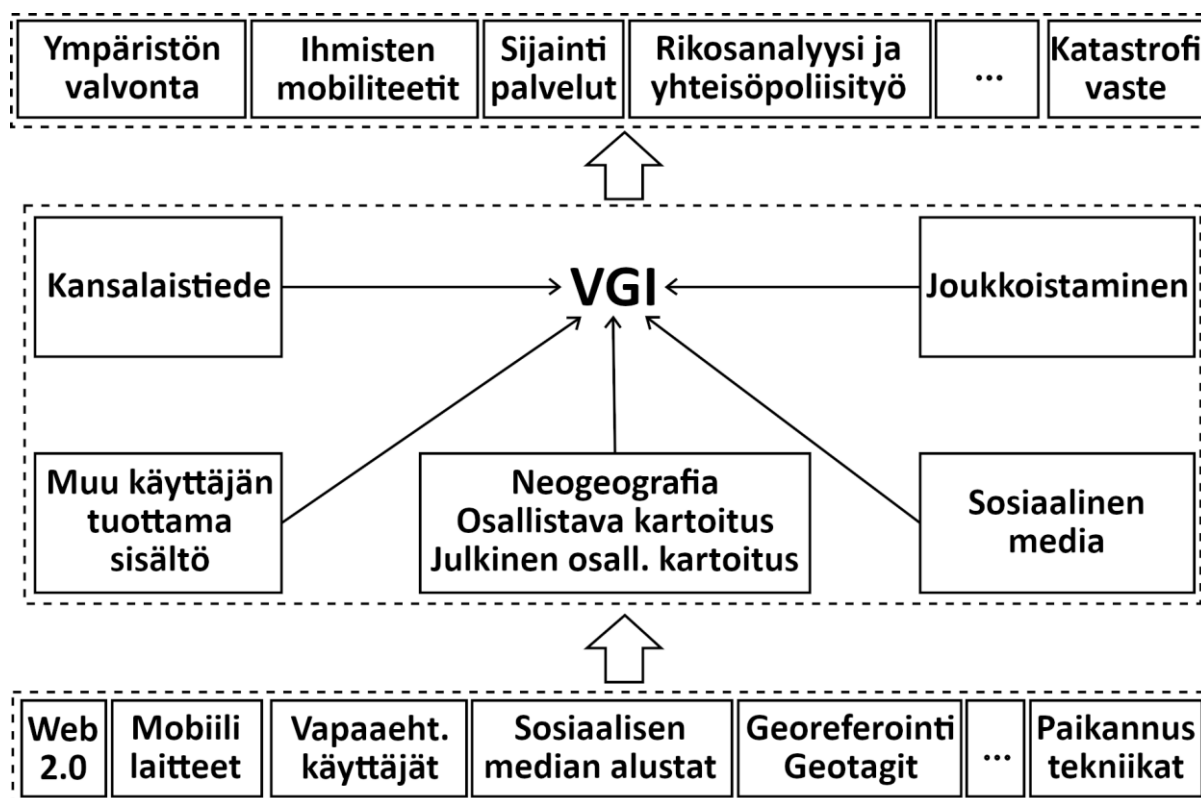 Ympäristön
valvonta
Ihmisten
mobiliteetit
Sijainti
palvelut
Rikosanalyysi ja
yhteisöpoliisityö
...
Katastrofi
vaste
Kansalaistiede
VGI
Joukkoistaminen
Muu käyttäjän
tuottama
sisältö
Neogeografia
Osallistava kartoitus
Julkinen osall. kartoitus
Sosiaalinen
media
Web
2.0
Mobiili
laitteet
Vapaaeht.
käyttäjät
Sosiaalisen
median alustat
Georeferointi
Geotagit
...
Paikannus
tekniikat